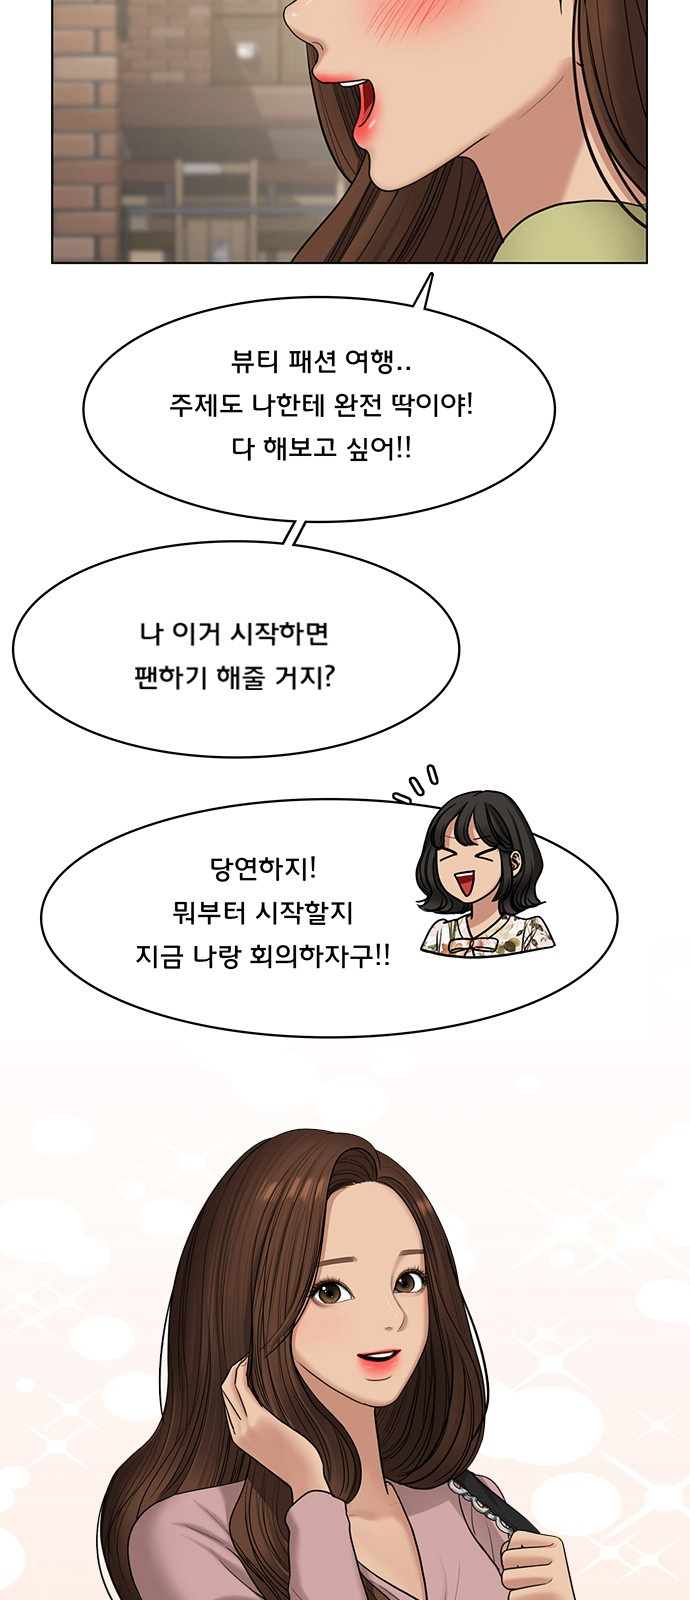 뷰티 패션 여행..
주제도 나한테 완전 딱이야!
다 해보고 싶어!!
나 이거 시작하면
팬하기 해줄 거지?
당연하지!
뭐부터 시작할지
지금 나랑 회의하자구!!